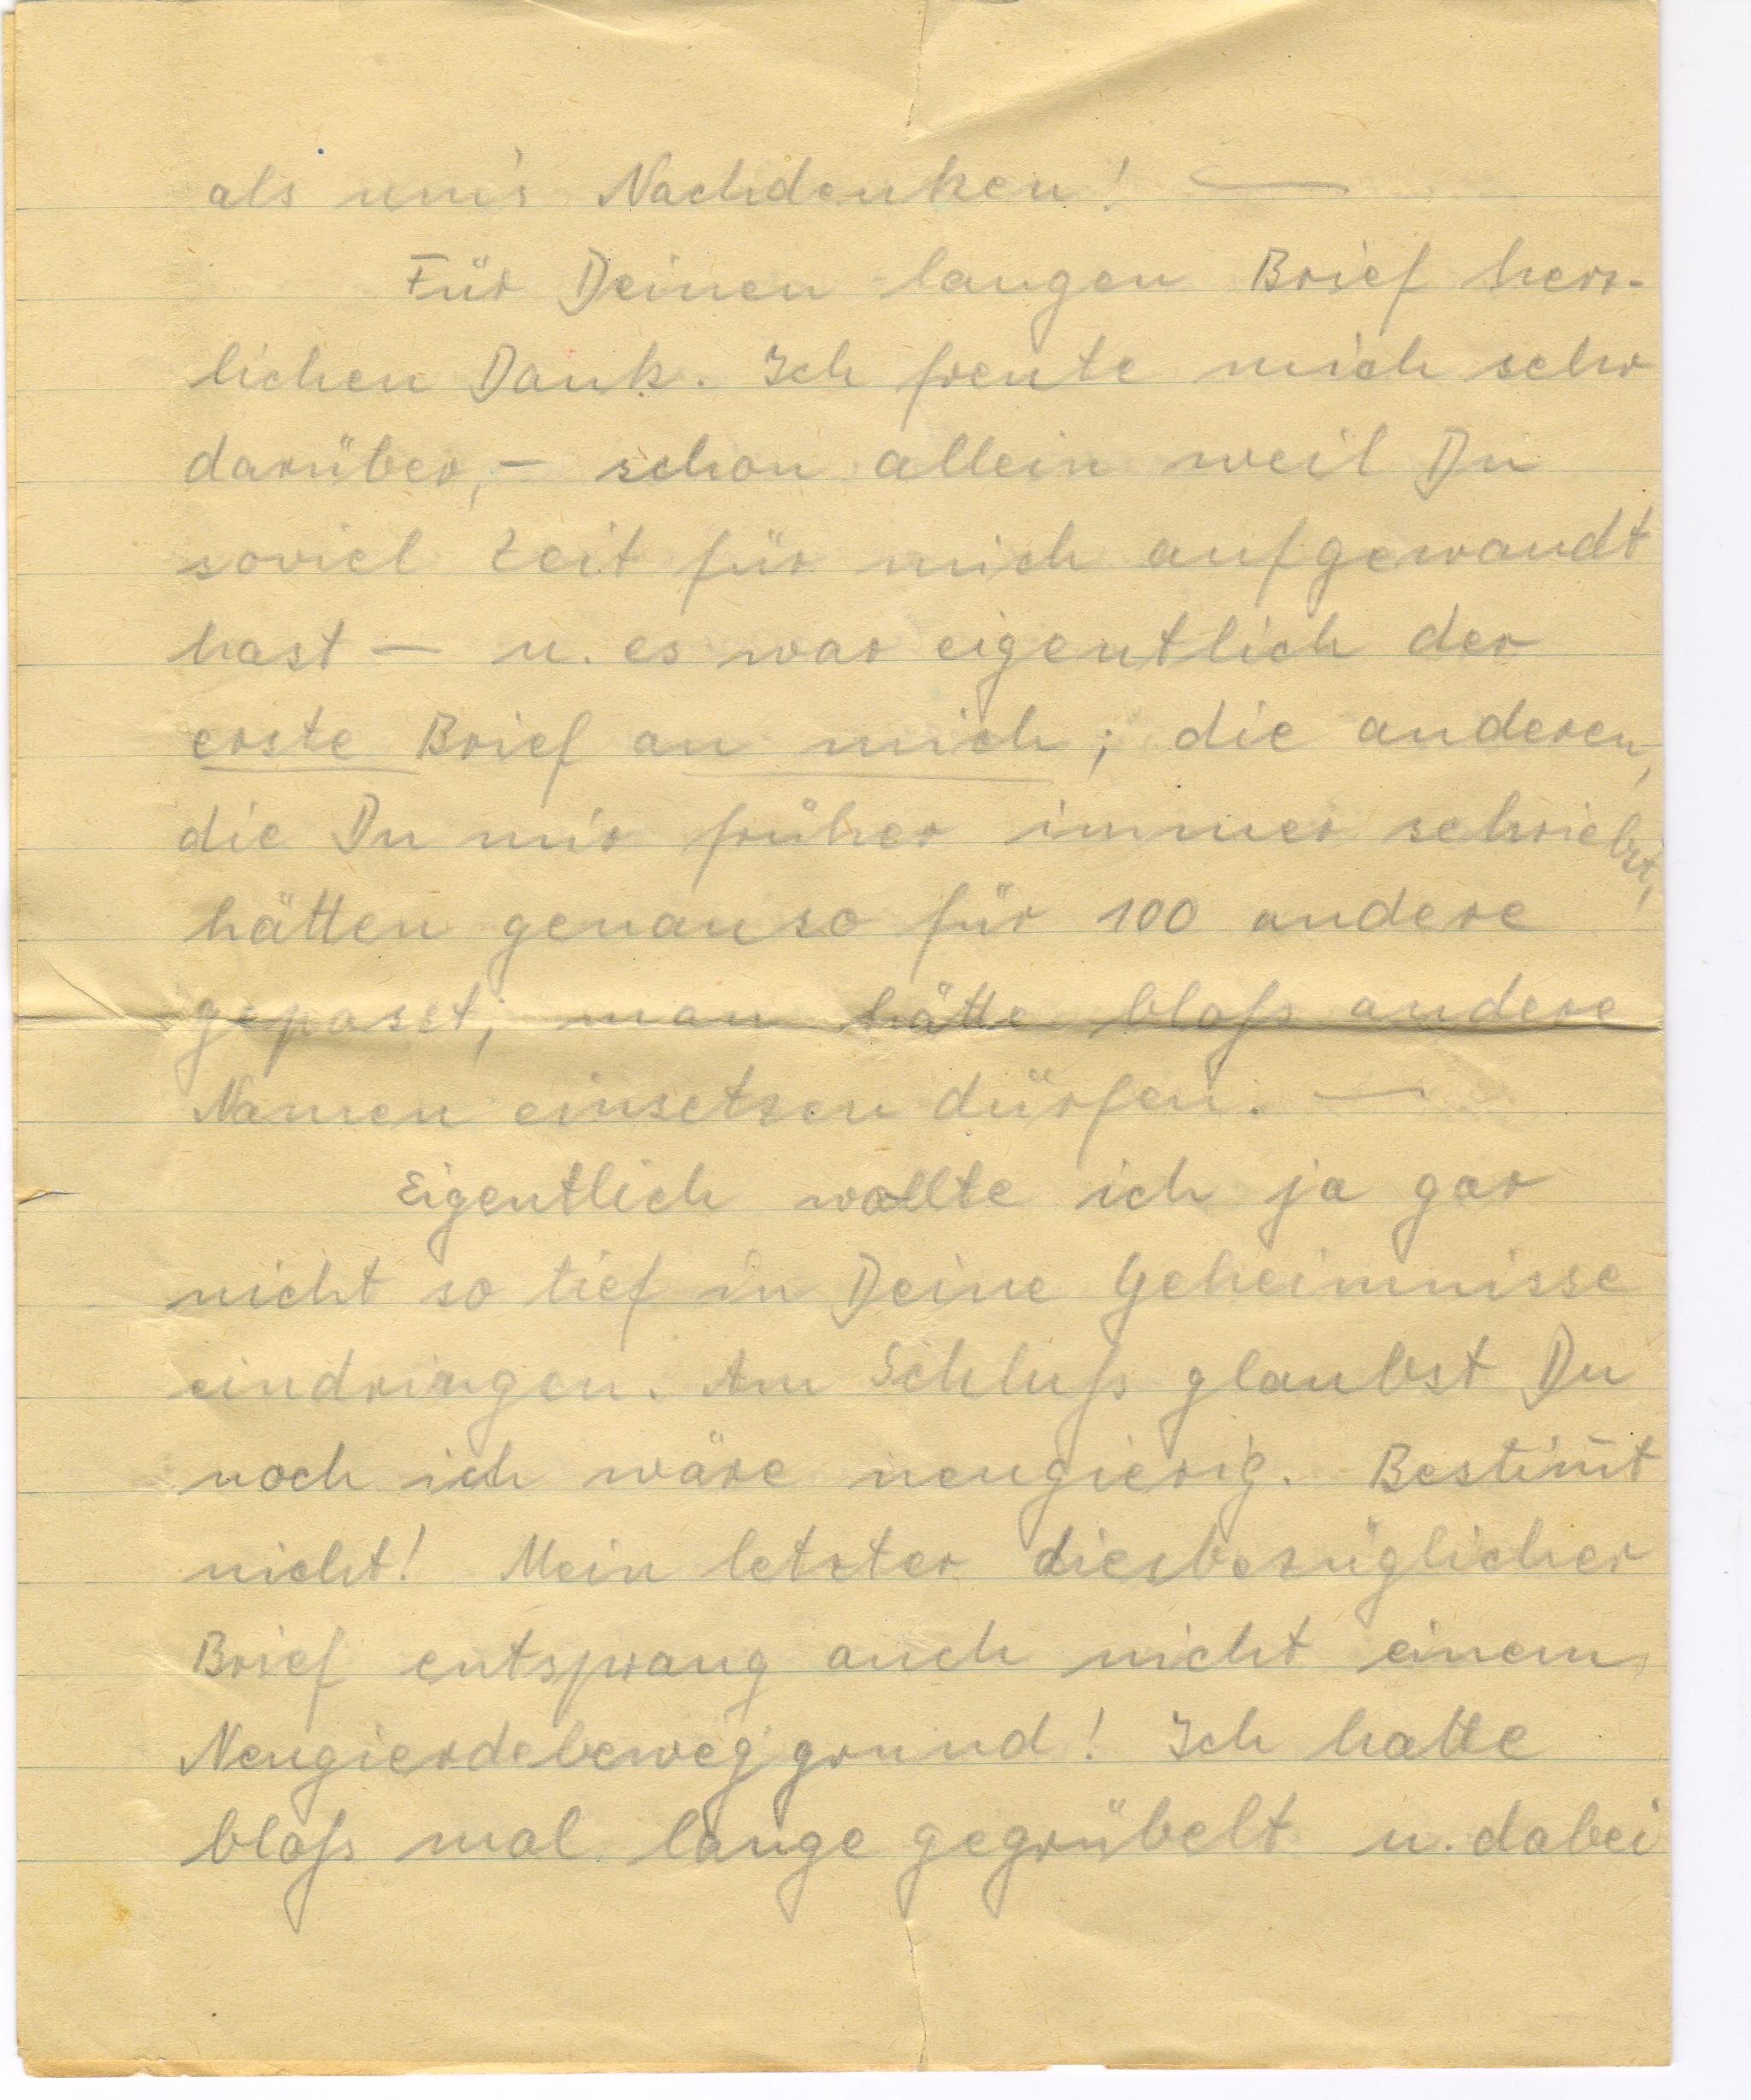 als um's Nachdenken! —
Für Deinen langen Brief herz-
lichen Dank. Ich freute mich sehr
darüber, – schon allein weil Du
soviel Zeit für mich aufgewandt
hast — u. es war eigentlich der
erste Brief an mich; die anderen,
die Du mir früher immer schriebst,
hätten genauso für 100 andere
gepasst; man hätte bloß andere
Namen einsetzen dürfen. —
Eigentlich wollte ich ja gar
nicht so tief in Deine Geheimnisse
eindringen. Am Schluß glaubst Du
noch ich wäre neugierig. Bestim̄t
nicht! Mein letzter diesbezüglicher
Brief entsprang auch nicht einem
Neugierdebeweggrund! Ich hatte
bloß mal lange gegrübelt u. dabei